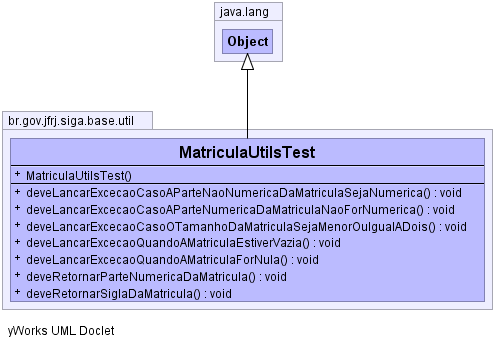 java.lang
Object
br.gov.jfrj.siga.base.util
MatriculaUtilsTest
+ MatriculaUtilsTest()
+ deveLancarExcecaoCasoAParteNaoNumericaDaMatriculaSejaNumerica() : void
+ deveLancarExcecaoCasoAParteNumericaDaMatriculaNaoForNumerica() : void
+ deveLancarExcecaoCasoOTamanhoDaMatriculaSejaMenorOuIgualADois() : void
+ deveLancarExcecaoQuandoAMatriculaEstiverVazia() : void
+ deveLancarExcecaoQuandoAMatriculaForNula() : void
+ deveRetornarParteNumericaDaMatricula() : void
+ deveRetornarSiglaDaMatricula() : void
yWorks UML Doclet